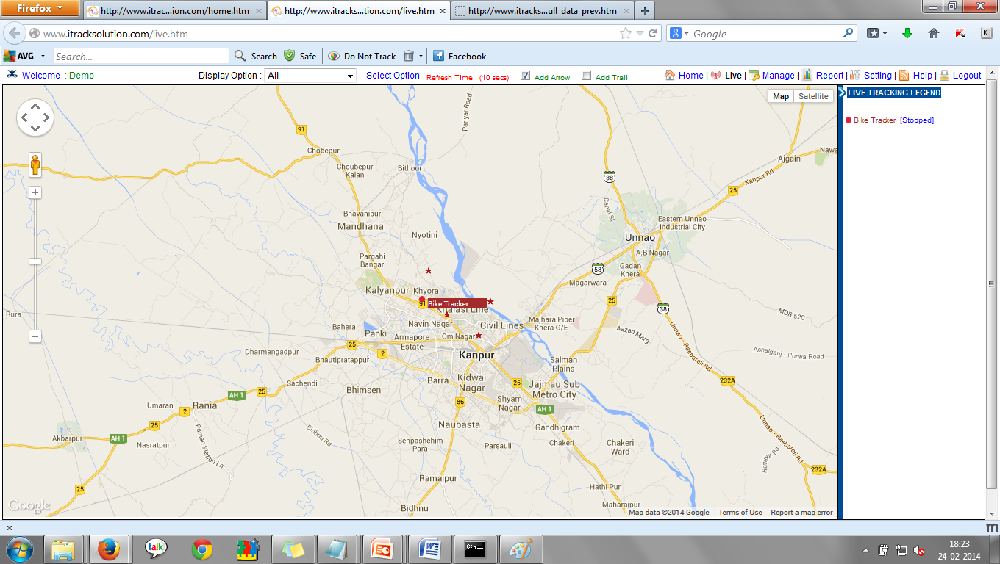 Firefox
http://www.itrac...ion.com/home.htm
http://www.itracks...tion.com/live.htm
http://www.itracks...ull_data_prev.htm
www.itracksolution.com/live.htm
Google
AVG Search... Search Safe Do Not Track Facebook
Welcome : Demo Display Option : All Select Option Refresh Time : (10 secs) Add Arrow Add Trail Home | Live | Manage | Report | Setting | Help | Logout
Map Satellite
LIVE TRACKING LEGEND
Bike Tracker [Stopped]
Pariyar Road
91
Chobepur
Nawa
Ajgain
Choubepur
Kalan
Bithoor
38
Kanpur Rd
25
Canal St
Bhavanipur
Mandhana
Eastern Unnao
Industrial City
Nyotini
Unnao
A.B Nagar
Pargahi
Bangar
Gadan
Khera
58
Magarwara
Kalyanpur
Khyora
91
Bike Tracker
Khalasi Line
25
38
Rura
MDR 52C
Bahera
Navin Nagar
Civil Lines
Majhara Piper
Khera G/E
Panki
Armapore
Estate
Om Nagar
Aazad Marg
Unnao - Raebareli Rd
25
2
Dharmangadpur
Kanpur
Achalganj - Purwa Road
Bhautipratappur
Salman
Plains
Barra
Kidwai
Nagar
25
Jajmau Sub
Metro City
232A
Sachendi
Bhimsen
AH 1
25
Umaran
Rania
2
86
Shyam
Nagar
AH 1
25
Naubasta
Gandhigram
Akbarpur
AH 1
Nasratpur
Paman Station Ln
Bidhnu Rd
Senpashchim
Para
Parsauli
Chakeri
Chakeri
Ward
Unnao - Raebareli Rd
Ranipur Rd
232A
25
Ramaipur
Hathi Pur
Bidhnu
Maharaipur
Google
Map data ©2014 Google Terms of Use Report a map error
talk
C:\
18:23
24-02-2014